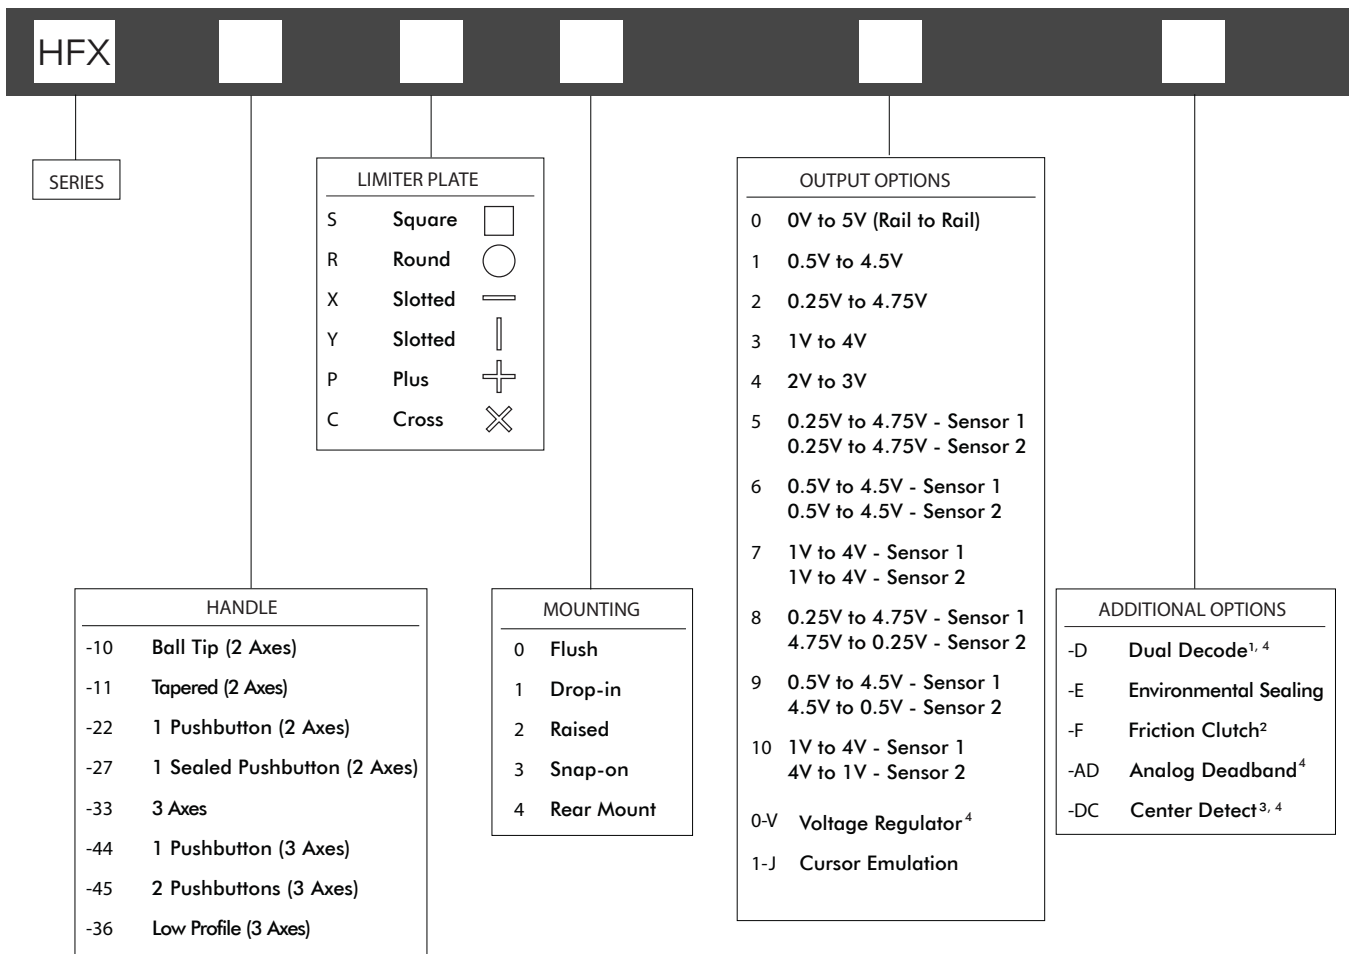 HFX
SERIES
LIMITER PLATE
S Square
R Round
X Slotted
Y Slotted
P Plus
C Cross
OUTPUT OPTIONS
0 0V to 5V (Rail to Rail)
1 0.5V to 4.5V
2 0.25V to 4.75V
3 1V to 4V
4 2V to 3V
5 0.25V to 4.75V - Sensor 1
0.25V to 4.75V - Sensor 2
6 0.5V to 4.5V - Sensor 1
0.5V to 4.5V - Sensor 2
7 1V to 4V - Sensor 1
1V to 4V - Sensor 2
8 0.25V to 4.75V - Sensor 1
4.75V to 0.25V - Sensor 2
9 0.5V to 4.5V - Sensor 1
4.5V to 0.5V - Sensor 2
10 1V to 4V - Sensor 1
4V to 1V - Sensor 2
0-V Voltage Regulator⁴
1-J Cursor Emulation
HANDLE
-10 Ball Tip (2 Axes)
-11 Tapered (2 Axes)
-22 1 Pushbutton (2 Axes)
-27 1 Sealed Pushbutton (2 Axes)
-33 3 Axes
-44 1 Pushbutton (3 Axes)
-45 2 Pushbuttons (3 Axes)
-36 Low Profile (3 Axes)
MOUNTING
0 Flush
1 Drop-in
2 Raised
3 Snap-on
4 Rear Mount
ADDITIONAL OPTIONS
-D Dual Decode¹, ⁴
-E Environmental Sealing
-F Friction Clutch²
-AD Analog Deadband⁴
-DC Center Detect³, ⁴